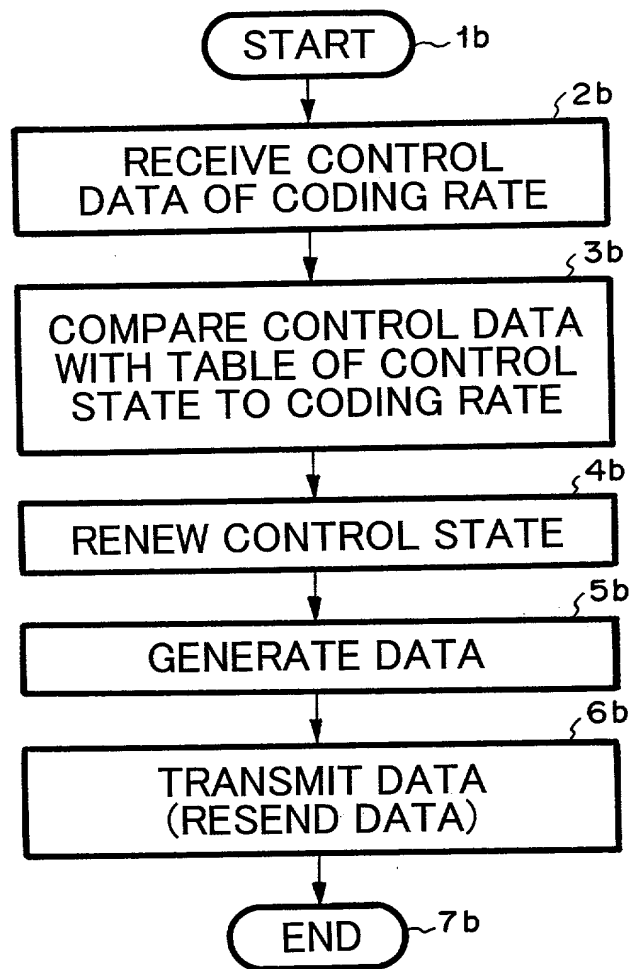 START
1b
2b
RECEIVE CONTROL
DATA OF CODING RATE
3b
COMPARE CONTROL DATA
WITH TABLE OF CONTROL
STATE TO CODING RATE
4b
RENEW CONTROL STATE
5b
GENERATE DATA
6b
TRANSMIT DATA
(RESEND DATA)
END
7b